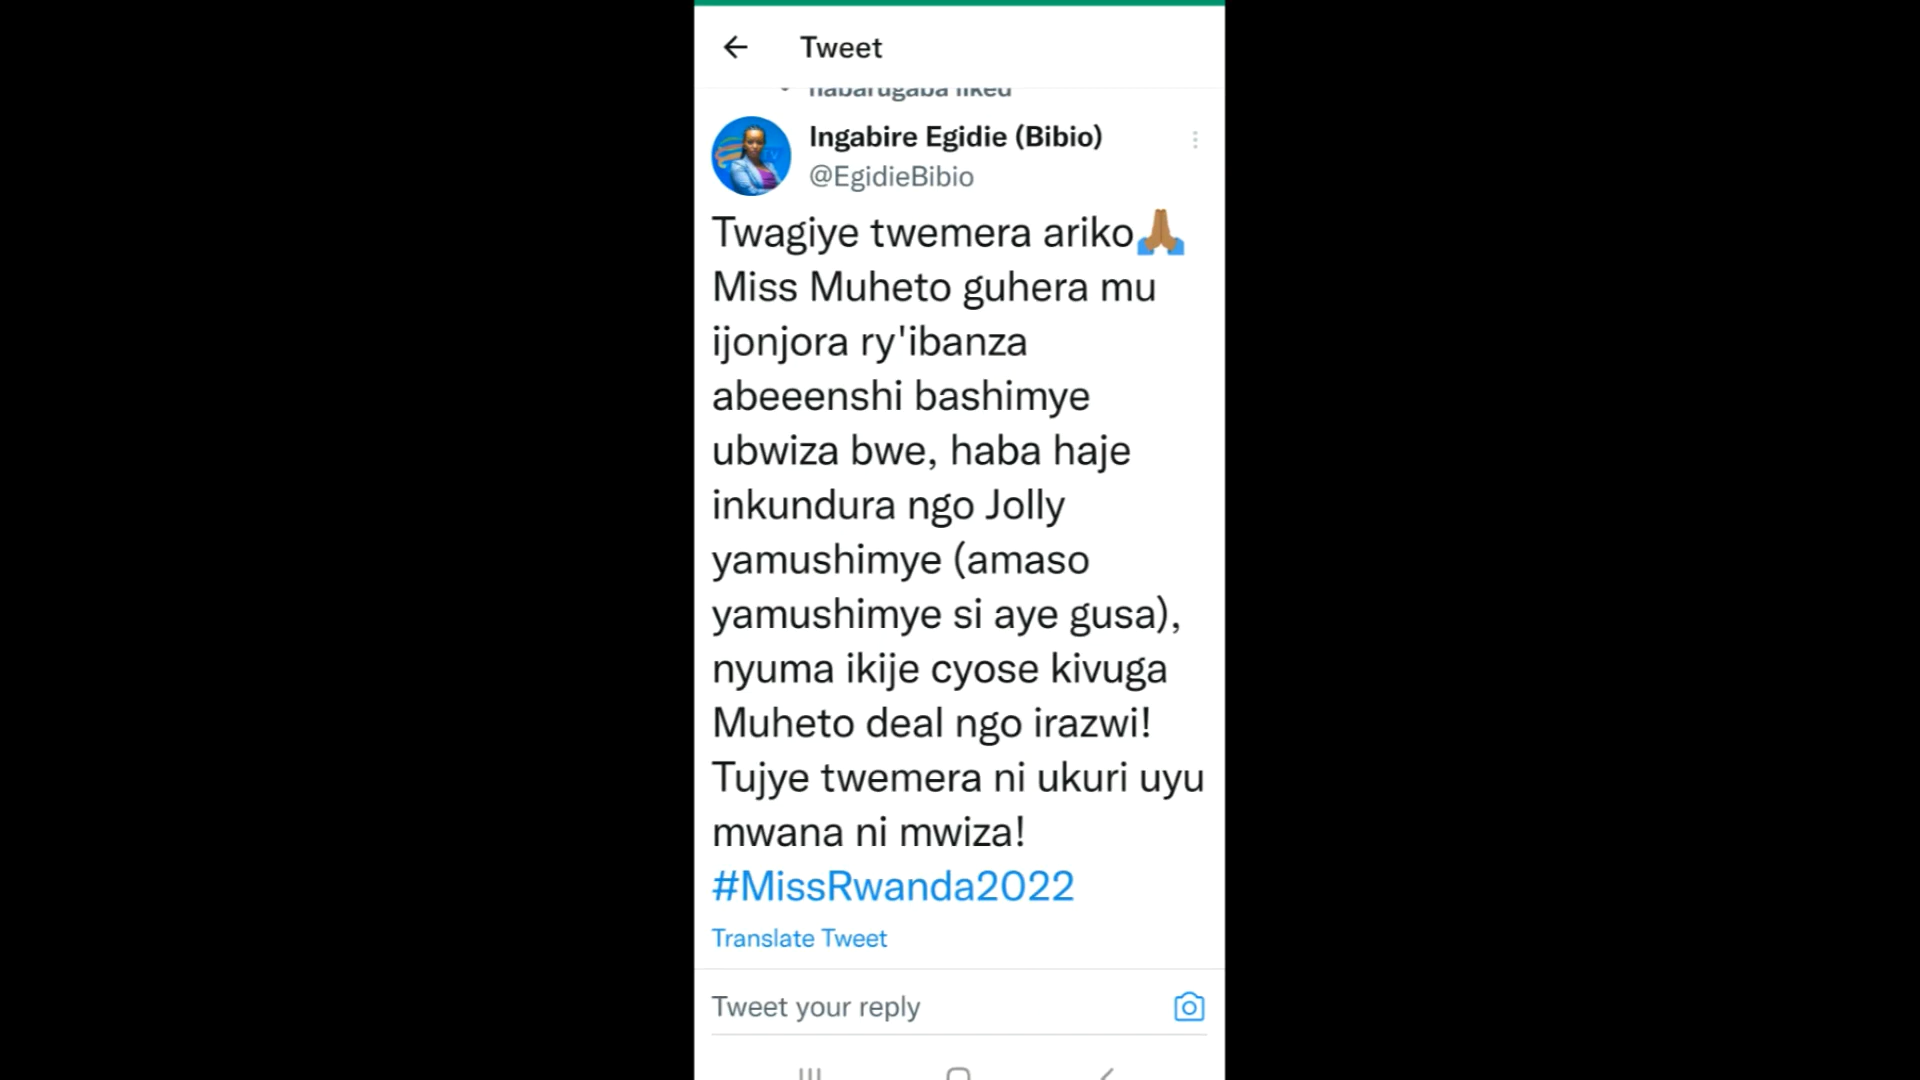 Tweet
habarugaba liked
Ingabire Egidie (Bibio)
@EgidieBibio
Twagiye twemera ariko🙏🏾
Miss Muheto guhera mu
ijonjora ry'ibanza
abeeenshi bashimye
ubwiza bwe, haba haje
inkundura ngo Jolly
yamushimye (amaso
yamushimye si aye gusa),
nyuma ikije cyose kivuga
Muheto deal ngo irazwi!
Tujye twemera ni ukuri uyu
mwana ni mwiza!
#MissRwanda2022
Translate Tweet
Tweet your reply